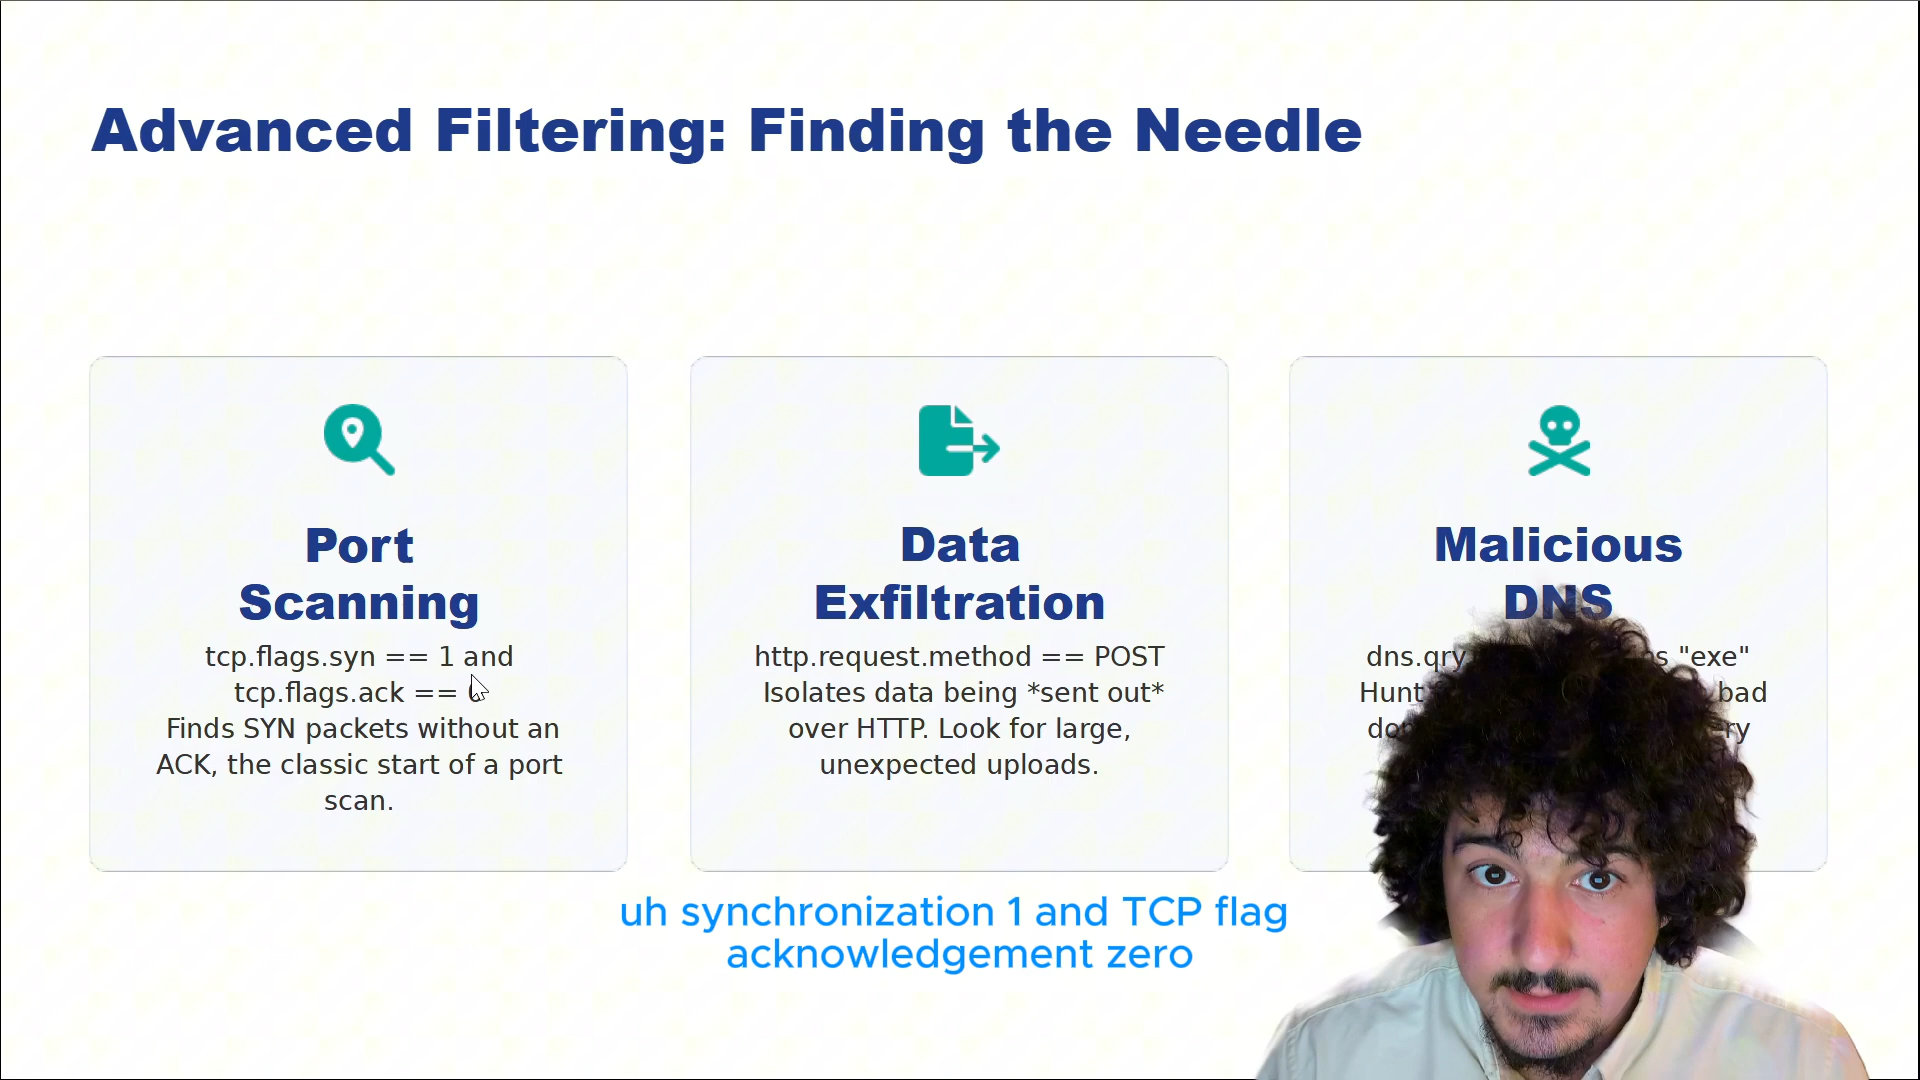 Advanced Filtering: Finding the Needle
Port
Scanning
tcp.flags.syn == 1 and
tcp.flags.ack ==
Finds SYN packets without an
ACK, the classic start of a port
scan.
Data
Exfiltration
http.request.method == POST
Isolates data being *sent out*
over HTTP. Look for large,
unexpected uploads.
Malicious
DNS
"exe"
Hunt bad
uh synchronization 1 and TCP flag
acknowledgement zero